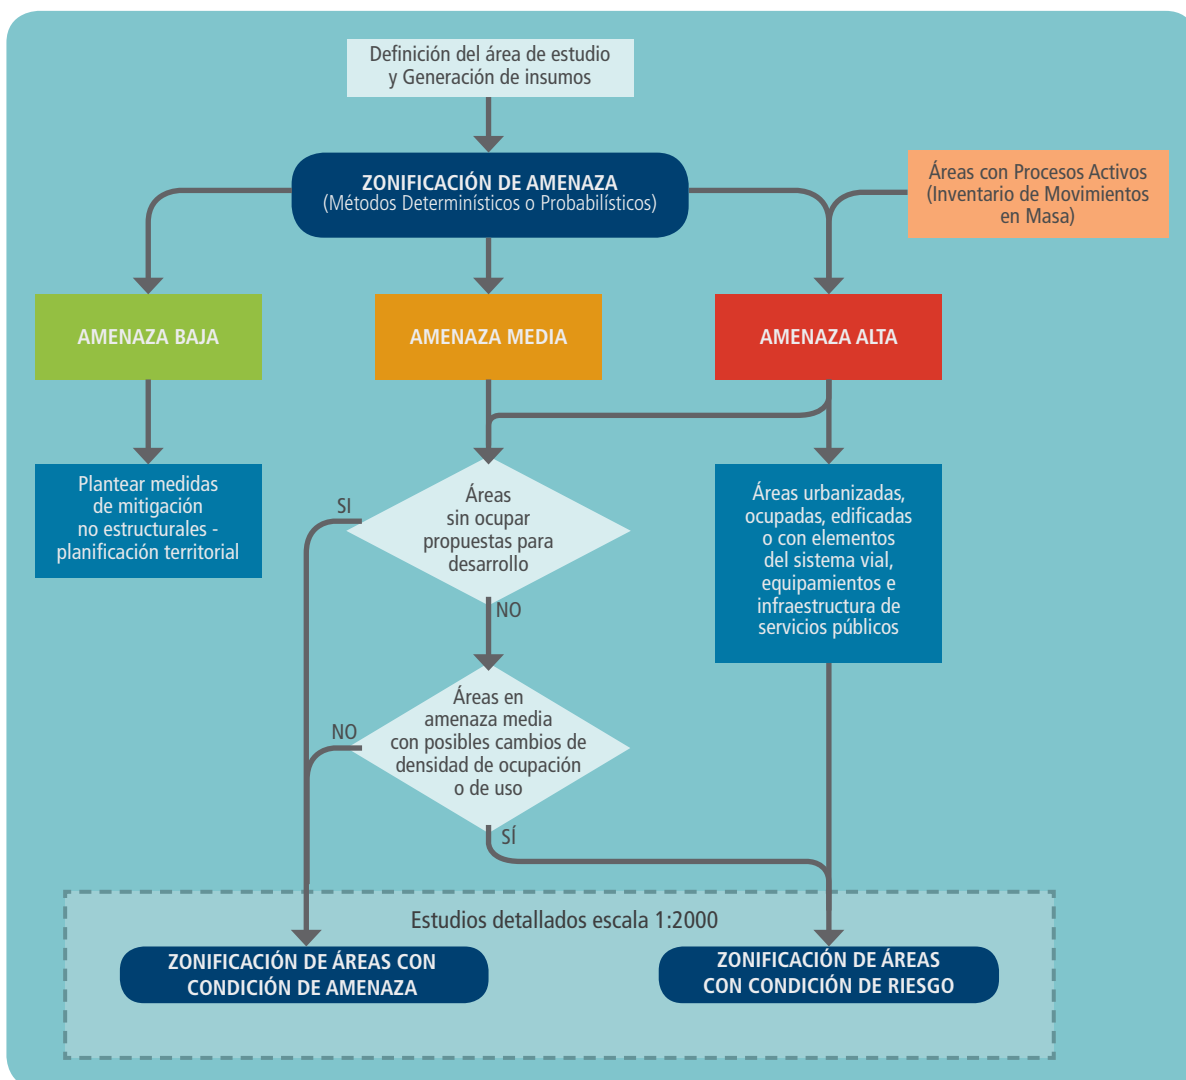 Definición del área de estudio
y Generación de insumos
ZONIFICACIÓN DE AMENAZA
(Métodos Determinísticos o Probabilísticos)
Áreas con Procesos Activos
(Inventario de Movimientos
en Masa)
AMENAZA BAJA
AMENAZA MEDIA
AMENAZA ALTA
Plantear medidas
de mitigación
no estructurales -
planificación territorial
SI
Áreas
sin ocupar
propuestas para
desarrollo
NO
Áreas urbanizadas,
ocupadas, edificadas
o con elementos
del sistema vial,
equipamientos e
infraestructura de
servicios públicos
NO
Áreas en
amenaza media
con posibles cambios de
densidad de ocupación
o de uso
SÍ
Estudios detallados escala 1:2000
ZONIFICACIÓN DE ÁREAS CON
CONDICIÓN DE AMENAZA
ZONIFICACIÓN DE ÁREAS
CON CONDICIÓN DE RIESGO